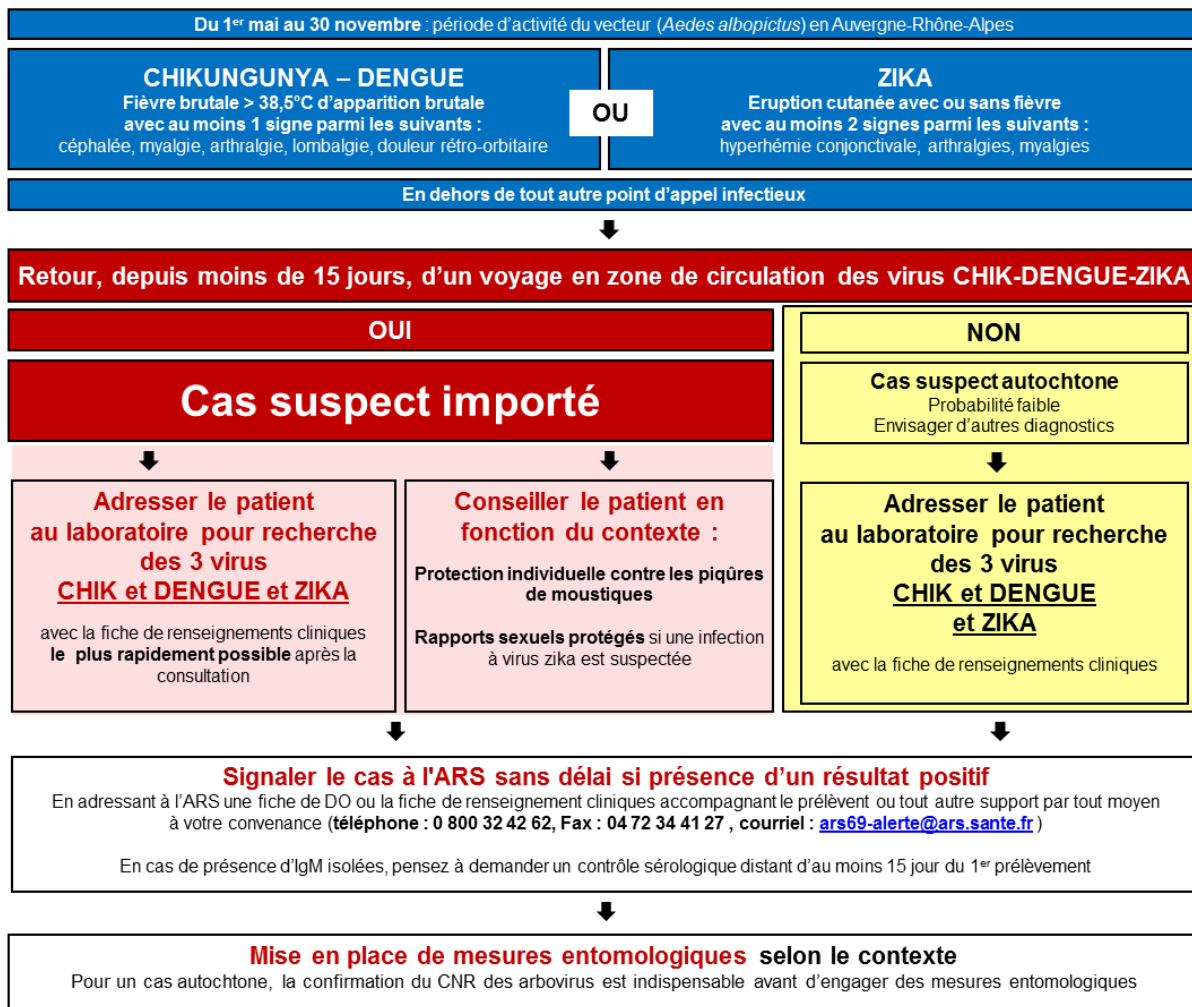 Du 1er mai au 30 novembre : période d'activité du vecteur (Aedes albopictus) en Auvergne-Rhône-Alpes
CHIKUNGUNYA – DENGUE
Fièvre brutale > 38,5°C d'apparition brutale
avec au moins 1 signe parmi les suivants :
céphalée, myalgie, arthralgie, lombalgie, douleur rétro-orbitaire
OU
ZIKA
Eruption cutanée avec ou sans fièvre
avec au moins 2 signes parmi les suivants :
hyperhémie conjonctivale, arthralgies, myalgies
En dehors de tout autre point d'appel infectieux
Retour, depuis moins de 15 jours, d'un voyage en zone de circulation des virus CHIK-DENGUE-ZIKA
OUI
Cas suspect importé
Adresser le patient
au laboratoire pour recherche
des 3 virus
CHIK et DENGUE et ZIKA
avec la fiche de renseignements cliniques
le plus rapidement possible après la
consultation
Conseiller le patient en
fonction du contexte :
Protection individuelle contre les piqûres
de moustiques
Rapports sexuels protégés si une infection
à virus zika est suspectée
NON
Cas suspect autochtone
Probabilité faible
Envisager d'autres diagnostics
Adresser le patient
au laboratoire pour recherche
des 3 virus
CHIK et DENGUE
et ZIKA
avec la fiche de renseignements cliniques
Signaler le cas à l'ARS sans délai si présence d'un résultat positif
En adressant à l'ARS une fiche de DO ou la fiche de renseignement cliniques accompagnant le prélèvent ou tout autre support par tout moyen
à votre convenance (téléphone : 0 800 32 42 62, Fax : 04 72 34 41 27 , courriel : ars69-alerte@ars.sante.fr )
En cas de présence d'IgM isolées, pensez à demander un contrôle sérologique distant d'au moins 15 jour du 1er prélèvement
Mise en place de mesures entomologiques selon le contexte
Pour un cas autochtone, la confirmation du CNR des arbovirus est indispensable avant d'engager des mesures entomologiques